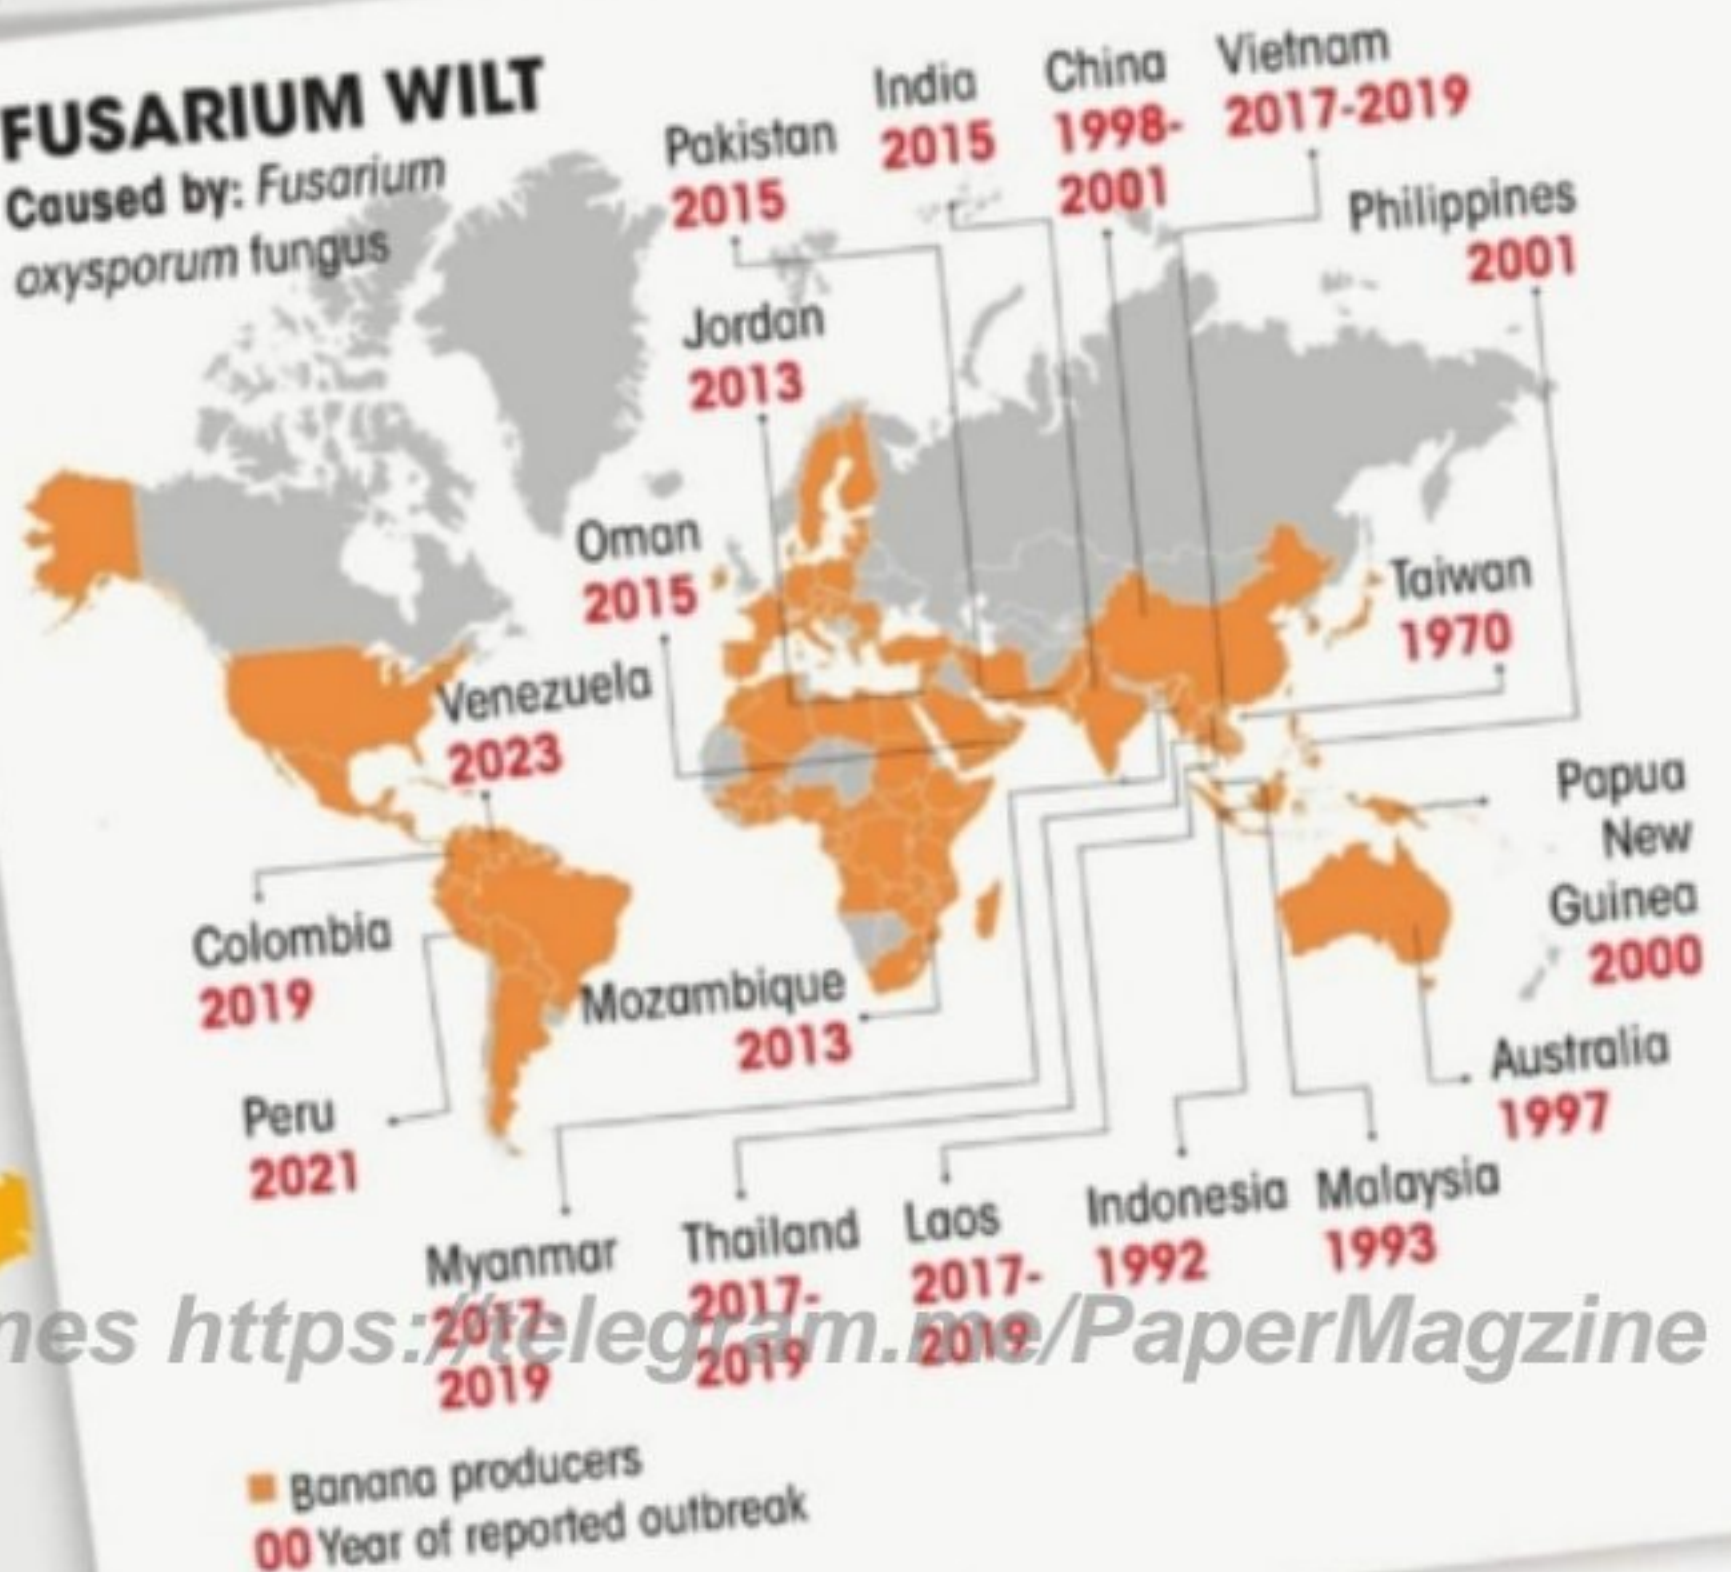 FUSARIUM WILT
Caused by: Fusarium
oxysporum fungus
Pakistan
2015
India
2015
China
1998-
2001
Vietnam
2017-2019
Philippines
2001
Jordan
2013
Oman
2015
Taiwan
1970
Venezuela
2023
Papua
New
Guinea
2000
Colombia
2019
Mozambique
2013
Australia
1997
Peru
2021
Myanmar
2017-
2019
Thailand
2017-
2019
Laos
2017-
2019
Indonesia
1992
Malaysia
1993
https://telegram.me/PaperMagzine
Banana producers
00 Year of reported outbreak